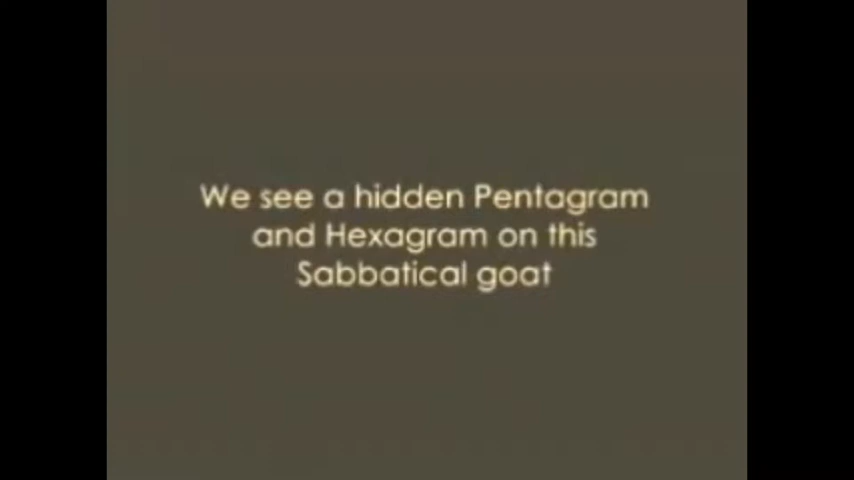 We see a hidden Pentagram
and Hexagram on this
Sabbatical goat